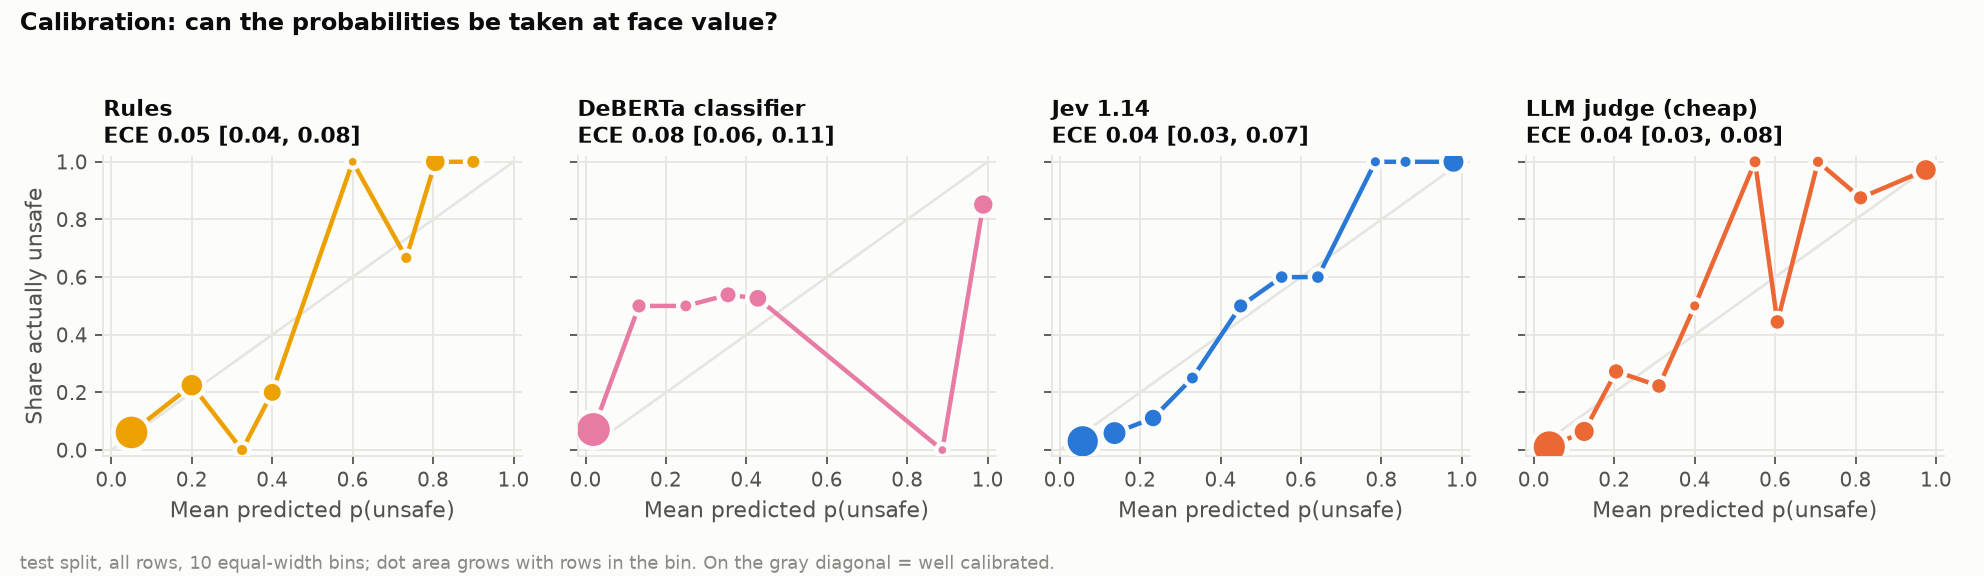 Calibration: can the probabilities be taken at face value?
Rules
ECE 0.05 [0.04, 0.08]
DeBERTa classifier
ECE 0.08 [0.06, 0.11]
Jev 1.14
ECE 0.04 [0.03, 0.07]
LLM judge (cheap)
ECE 0.04 [0.03, 0.08]
Share actually unsafe
1.0
0.8
0.6
0.4
0.2
0.0
0.0 0.2 0.4 0.6 0.8 1.0
0.0 0.2 0.4 0.6 0.8 1.0
0.0 0.2 0.4 0.6 0.8 1.0
0.0 0.2 0.4 0.6 0.8 1.0
Mean predicted p(unsafe)
Mean predicted p(unsafe)
Mean predicted p(unsafe)
Mean predicted p(unsafe)
test split, all rows, 10 equal-width bins; dot area grows with rows in the bin. On the gray diagonal = well calibrated.